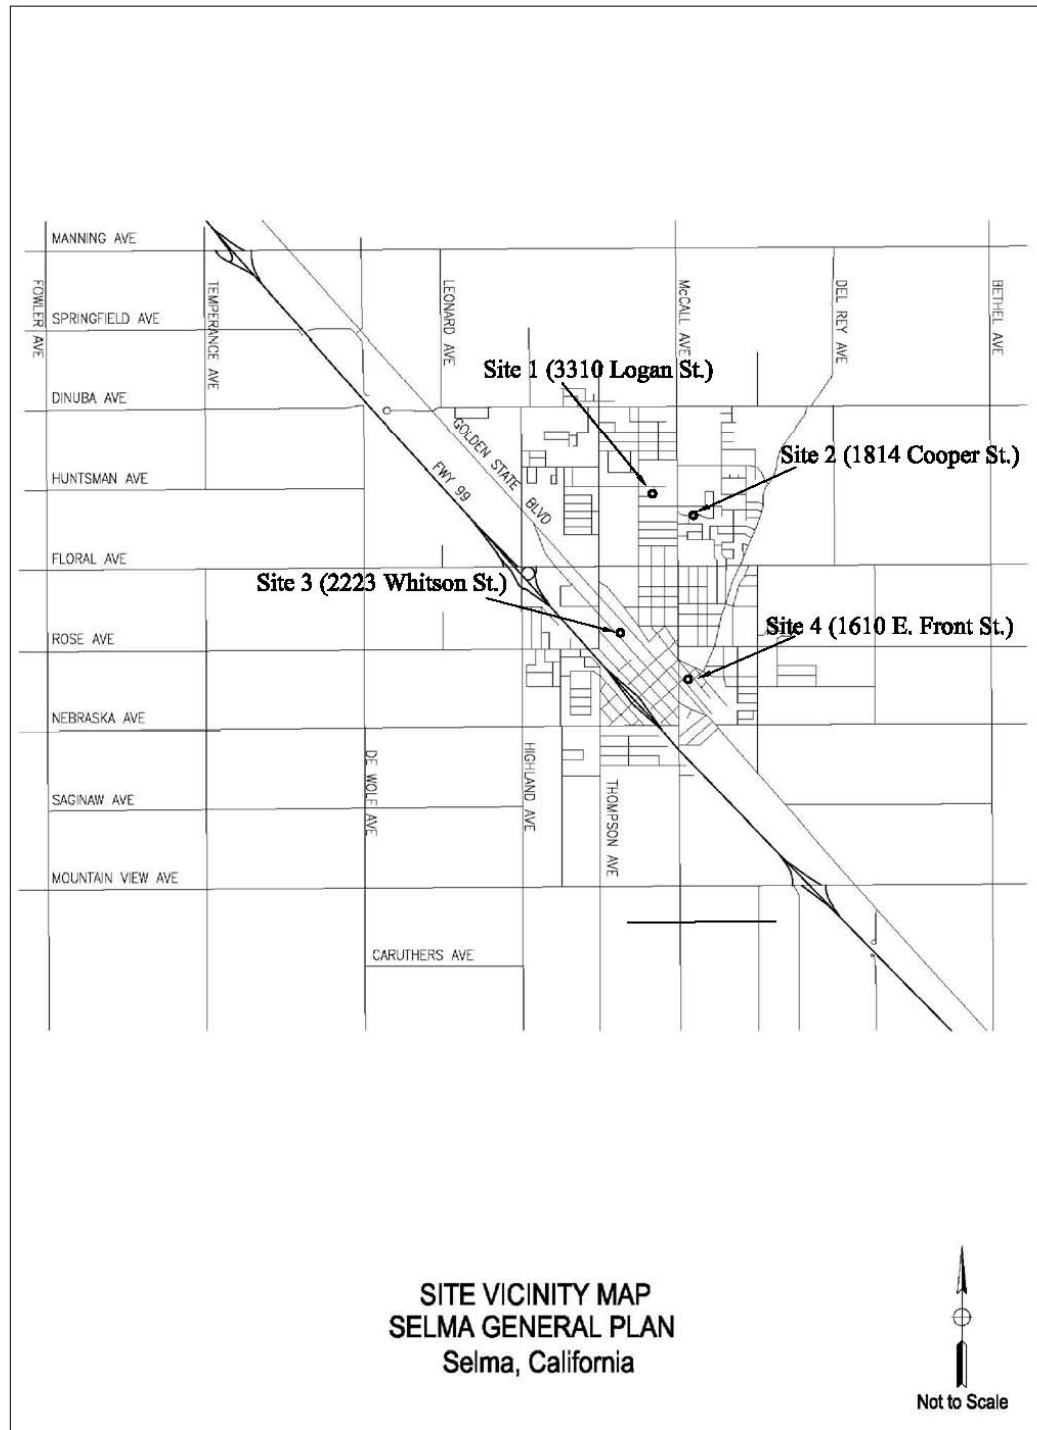 MANNING AVE
FOWLER AVE
TEMPERANCE AVE
LEONARD AVE
McCALL AVE
DEL REY AVE
BETHEL AVE
SPRINGFIELD AVE
Site 1 (3310 Logan St.)
DINUBA AVE
GOLDEN STATE BLVD
Site 2 (1814 Cooper St.)
FWY 99
HUNTSMAN AVE
FLORAL AVE
Site 3 (2223 Whitson St.)
ROSE AVE
Site 4 (1610 E. Front St.)
NEBRASKA AVE
DE WOLF AVE
HIGHLAND AVE
THOMPSON AVE
SAGINAW AVE
MOUNTAIN VIEW AVE
CARUTHERS AVE
SITE VICINITY MAP
SELMA GENERAL PLAN
Selma, California
Not to Scale